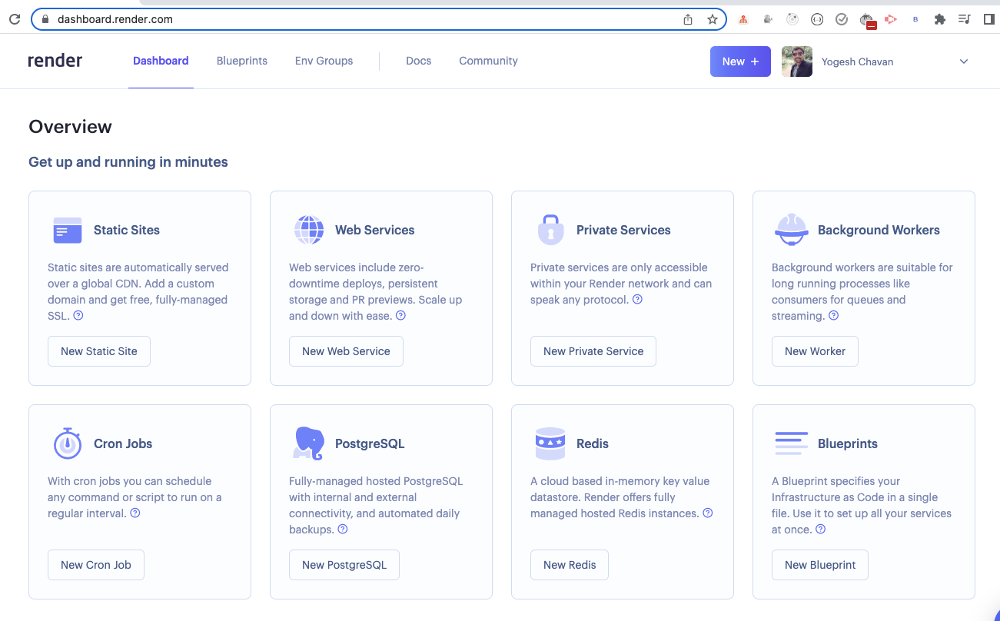 dashboard.render.com
B
render
Dashboard
Blueprints
Env Groups
Docs
Community
New +
Yogesh Chavan
Overview
Get up and running in minutes
Static Sites
Static sites are automatically served
over a global CDN. Add a custom
domain and get free, fully-managed
SSL. ?
New Static Site
Web Services
Web services include zero-
downtime deploys, persistent
storage and PR previews. Scale up
and down with ease. ?
New Web Service
Private Services
Private services are only accessible
within your Render network and can
speak any protocol. ?
New Private Service
Background Workers
Background workers are suitable for
long running processes like
consumers for queues and
streaming. ?
New Worker
Cron Jobs
With cron jobs you can schedule
any command or script to run on a
regular interval. ?
New Cron Job
PostgreSQL
Fully-managed hosted PostgreSQL
with internal and external
connectivity, and automated daily
backups. ?
New PostgreSQL
Redis
A cloud based in-memory key value
datastore. Render offers fully
managed hosted Redis instances. ?
New Redis
Blueprints
A Blueprint specifies your
Infrastructure as Code in a single
file. Use it to set up all your services
at once. ?
New Blueprint